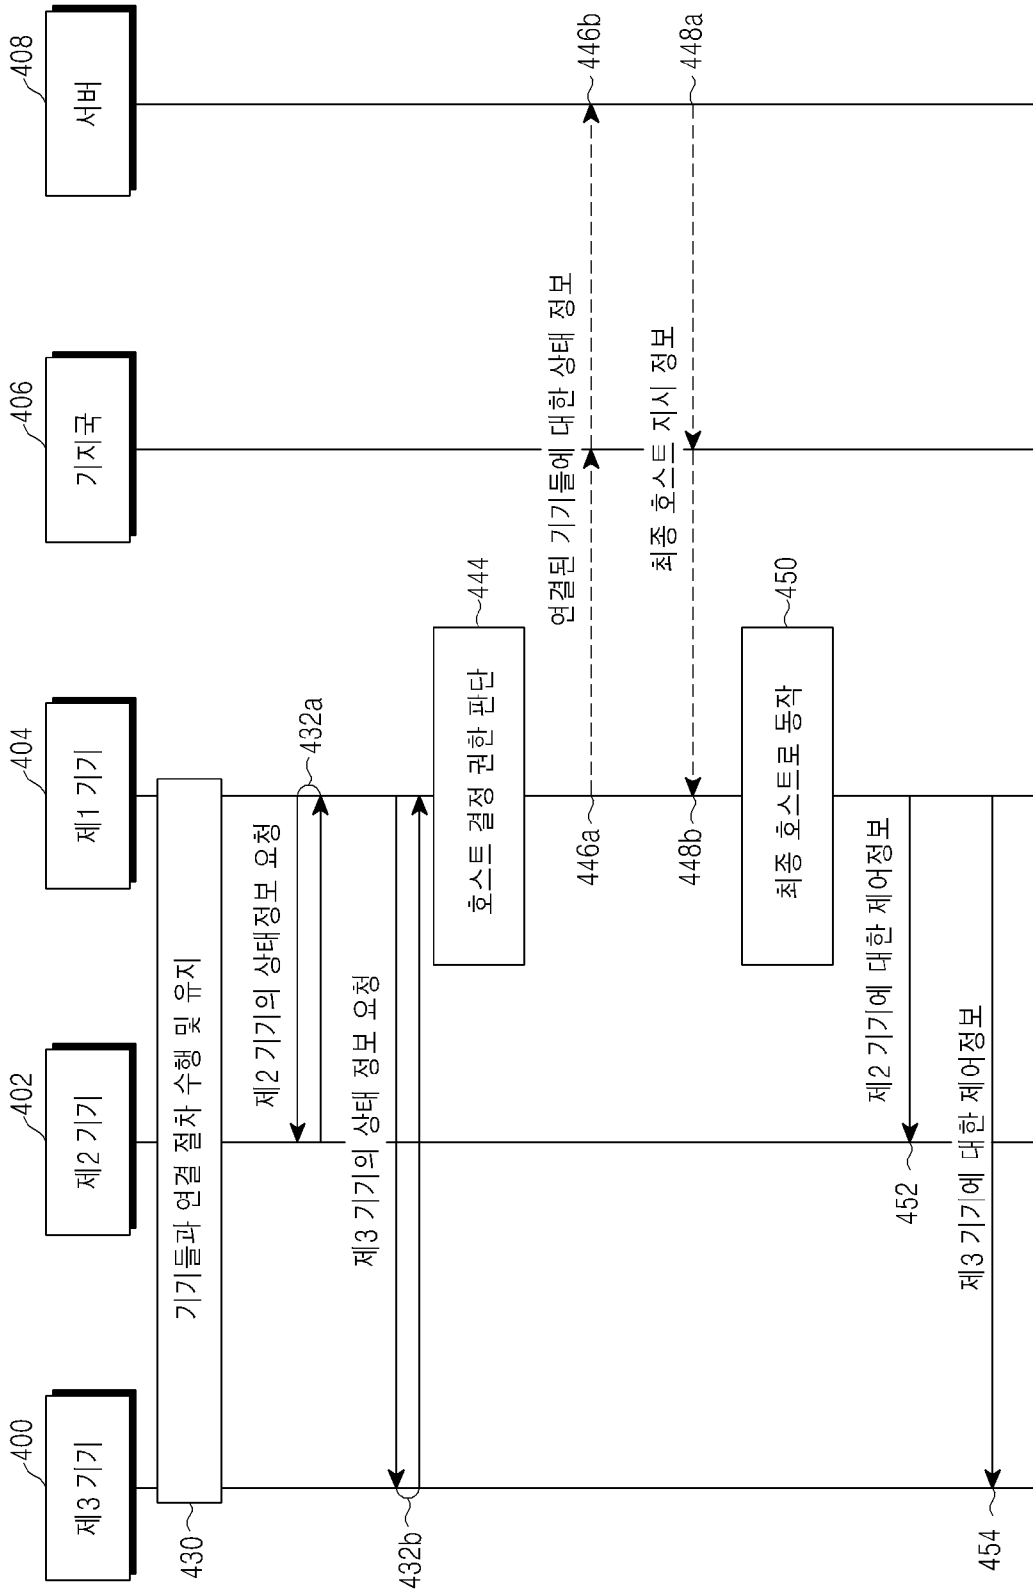 400
제3 기기
402
제2 기기
404
제1 기기
406
기지국
408
서버
430
기기들과 연결 절차 수행 및 유지
제2 기기의 상태정보 요청
432a
제3 기기의 상태 정보 요청
432b
호스트 결정 권한 판단
444
연결된 기기들에 대한 상태 정보
446a
446b
최종 호스트 지시 정보
448b
448a
최종 호스트로 동작
450
제2 기기에 대한 제어정보
452
제3 기기에 대한 제어정보
454